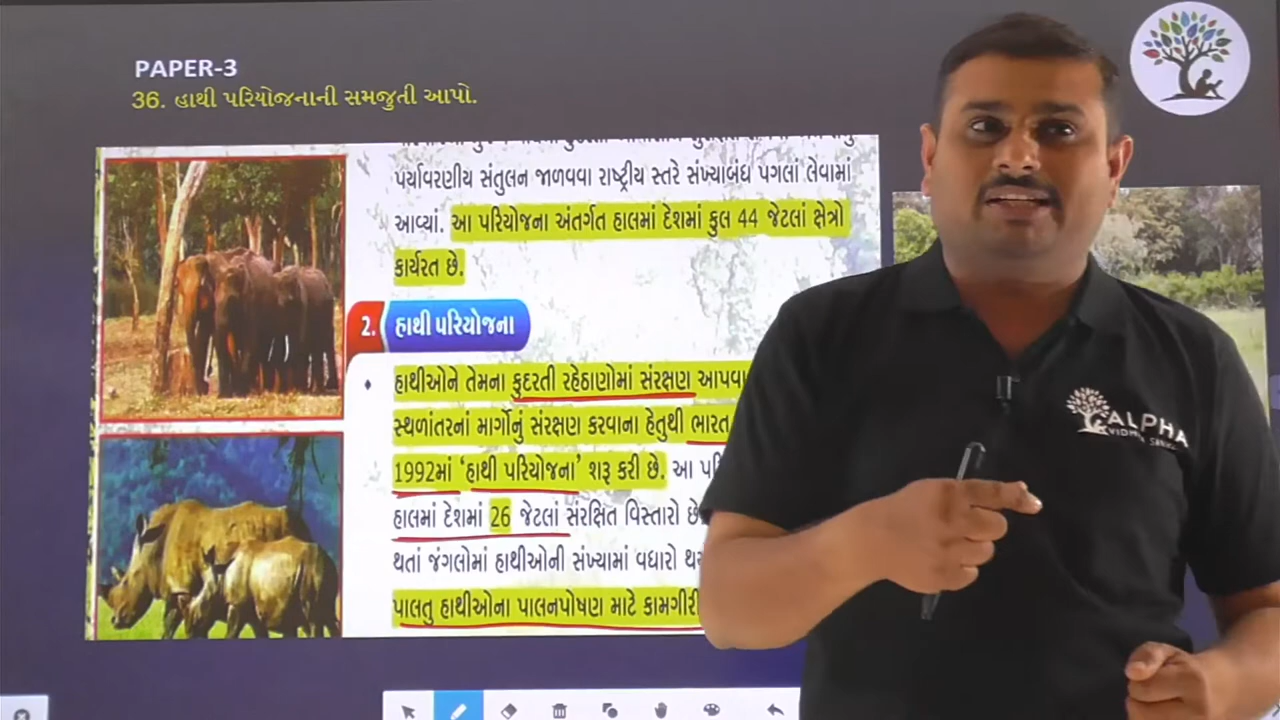 PAPER-3
36. હાથી પરિયોજનાની સમજુતી આપો.
પર્યાવરણીય સંતુલન જાળવવા રાષ્ટ્રીય સ્તરે સંખ્યાબંધ પગલાં લેવામાં
આવ્યાં. આ પરિયોજના અંતર્ગત હાલમાં દેશમાં કુલ 44 જેટલાં ક્ષેત્રો
કાર્યરત છે.
2. હાથી પરિયોજના
હાથીઓને તેમના કુદરતી રહેઠાણોમાં સંરક્ષણ આપવા
સ્થળાંતરનાં માર્ગોનું સંરક્ષણ કરવાના હેતુથી ભારત
1992માં 'હાથી પરિયોજના' શરૂ કરી છે. આ
હાલમાં દેશમાં 26 જેટલાં સંરક્ષિત વિસ્તારો છે
થતાં જંગલોમાં હાથીઓની સંખ્યામાં વધારો
પાલતુ હાથીઓના પાલનપોષણ માટે કામગીરી
ALPHA